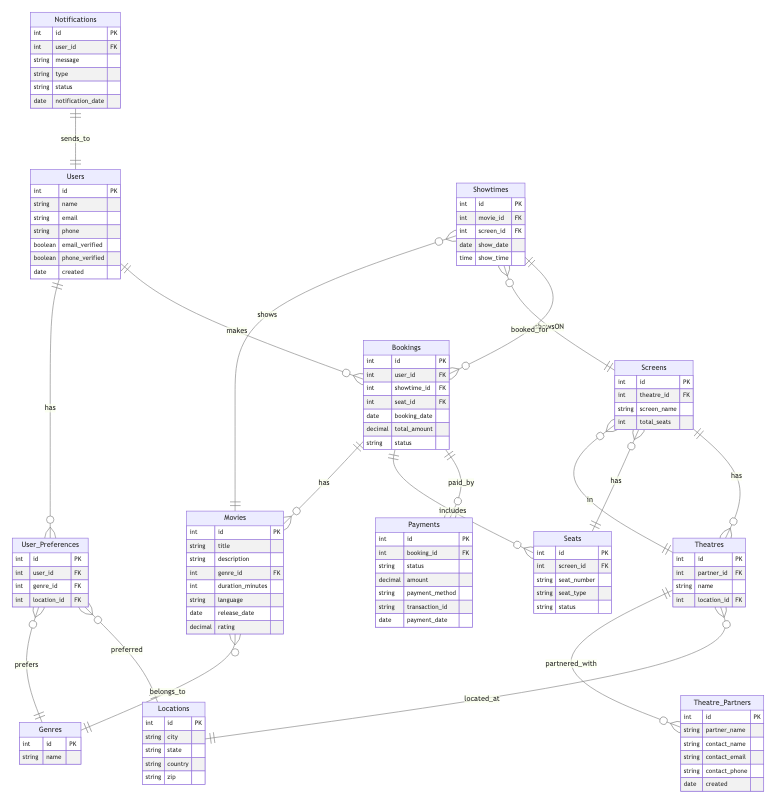 Notifications
int id PK
int user_id FK
string message
string type
string status
date notification_date
sends_to
Users
int id PK
string name
string email
string phone
boolean email_verified
boolean phone_verified
date created
Showtimes
int id PK
int movie_id FK
int screen_id FK
date show_date
time show_time
shows
makes
booked_for
Bookings
int id PK
int user_id FK
int showtime_id FK
int seat_id FK
date booking_date
decimal total_amount
string status
Screens
int id PK
int theatre_id FK
string screen_name
int total_seats
has
has
paid_by
includes
has
in
has
Movies
int id PK
string title
string description
int genre_id FK
int duration_minutes
string language
date release_date
decimal rating
Payments
int id PK
int booking_id FK
string status
decimal amount
string payment_method
string transaction_id
date payment_date
Seats
int id PK
int screen_id FK
string seat_number
string seat_type
string status
User_Preferences
int id PK
int user_id FK
int genre_id FK
int location_id FK
Theatres
int id PK
int partner_id FK
string name
int location_id FK
prefers
preferred
belongs_to
partnered_with
located_at
Genres
int id PK
string name
Locations
int id PK
string city
string state
string country
string zip
Theatre_Partners
int id PK
string partner_name
string contact_name
string contact_email
string contact_phone
date created